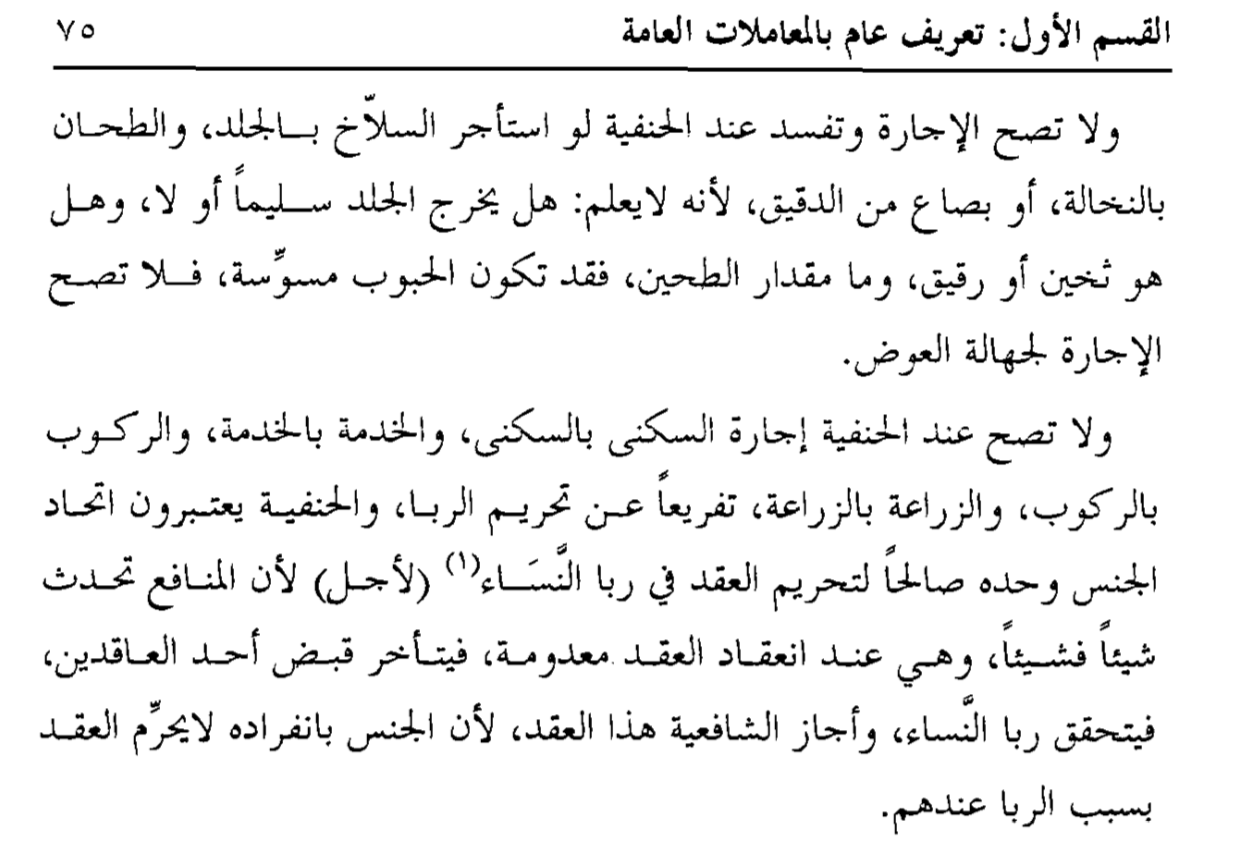 القسم الأول: تعريف عام بالمعاملات العامة ٧٥
ولا تصح الإجارة وتفسد عند الحنفية لو استأجر السلاّخ بالجلد، والطحان
بالنخالة، أو بصاع من الدقيق، لأنه لايعلم: هل يخرج الجلد سليماً أو لا، وهل
هو ثخين أو رقيق، وما مقدار الطحين، فقد تكون الحبوب مسوِّسة، فلا تصح
الإجارة لجهالة العوض.
ولا تصح عند الحنفية إجارة السكنى بالسكنى، والخدمة بالخدمة، والركوب
بالركوب، والزراعة بالزراعة، تفريعاً عن تحريم الربا، والحنفية يعتبرون اتحاد
الجنس وحده صالحاً لتحريم العقد في ربا النَّسَاء(١) (لأجل) لأن المنافع تحدث
شيئاً فشيئاً، وهي عند انعقاد العقد معدومة، فيتأخر قبض أحد العاقدين،
فيتحقق ربا النَّساء، وأجاز الشافعية هذا العقد، لأن الجنس بانفراده لايحرِّم العقد
بسبب الربا عندهم.